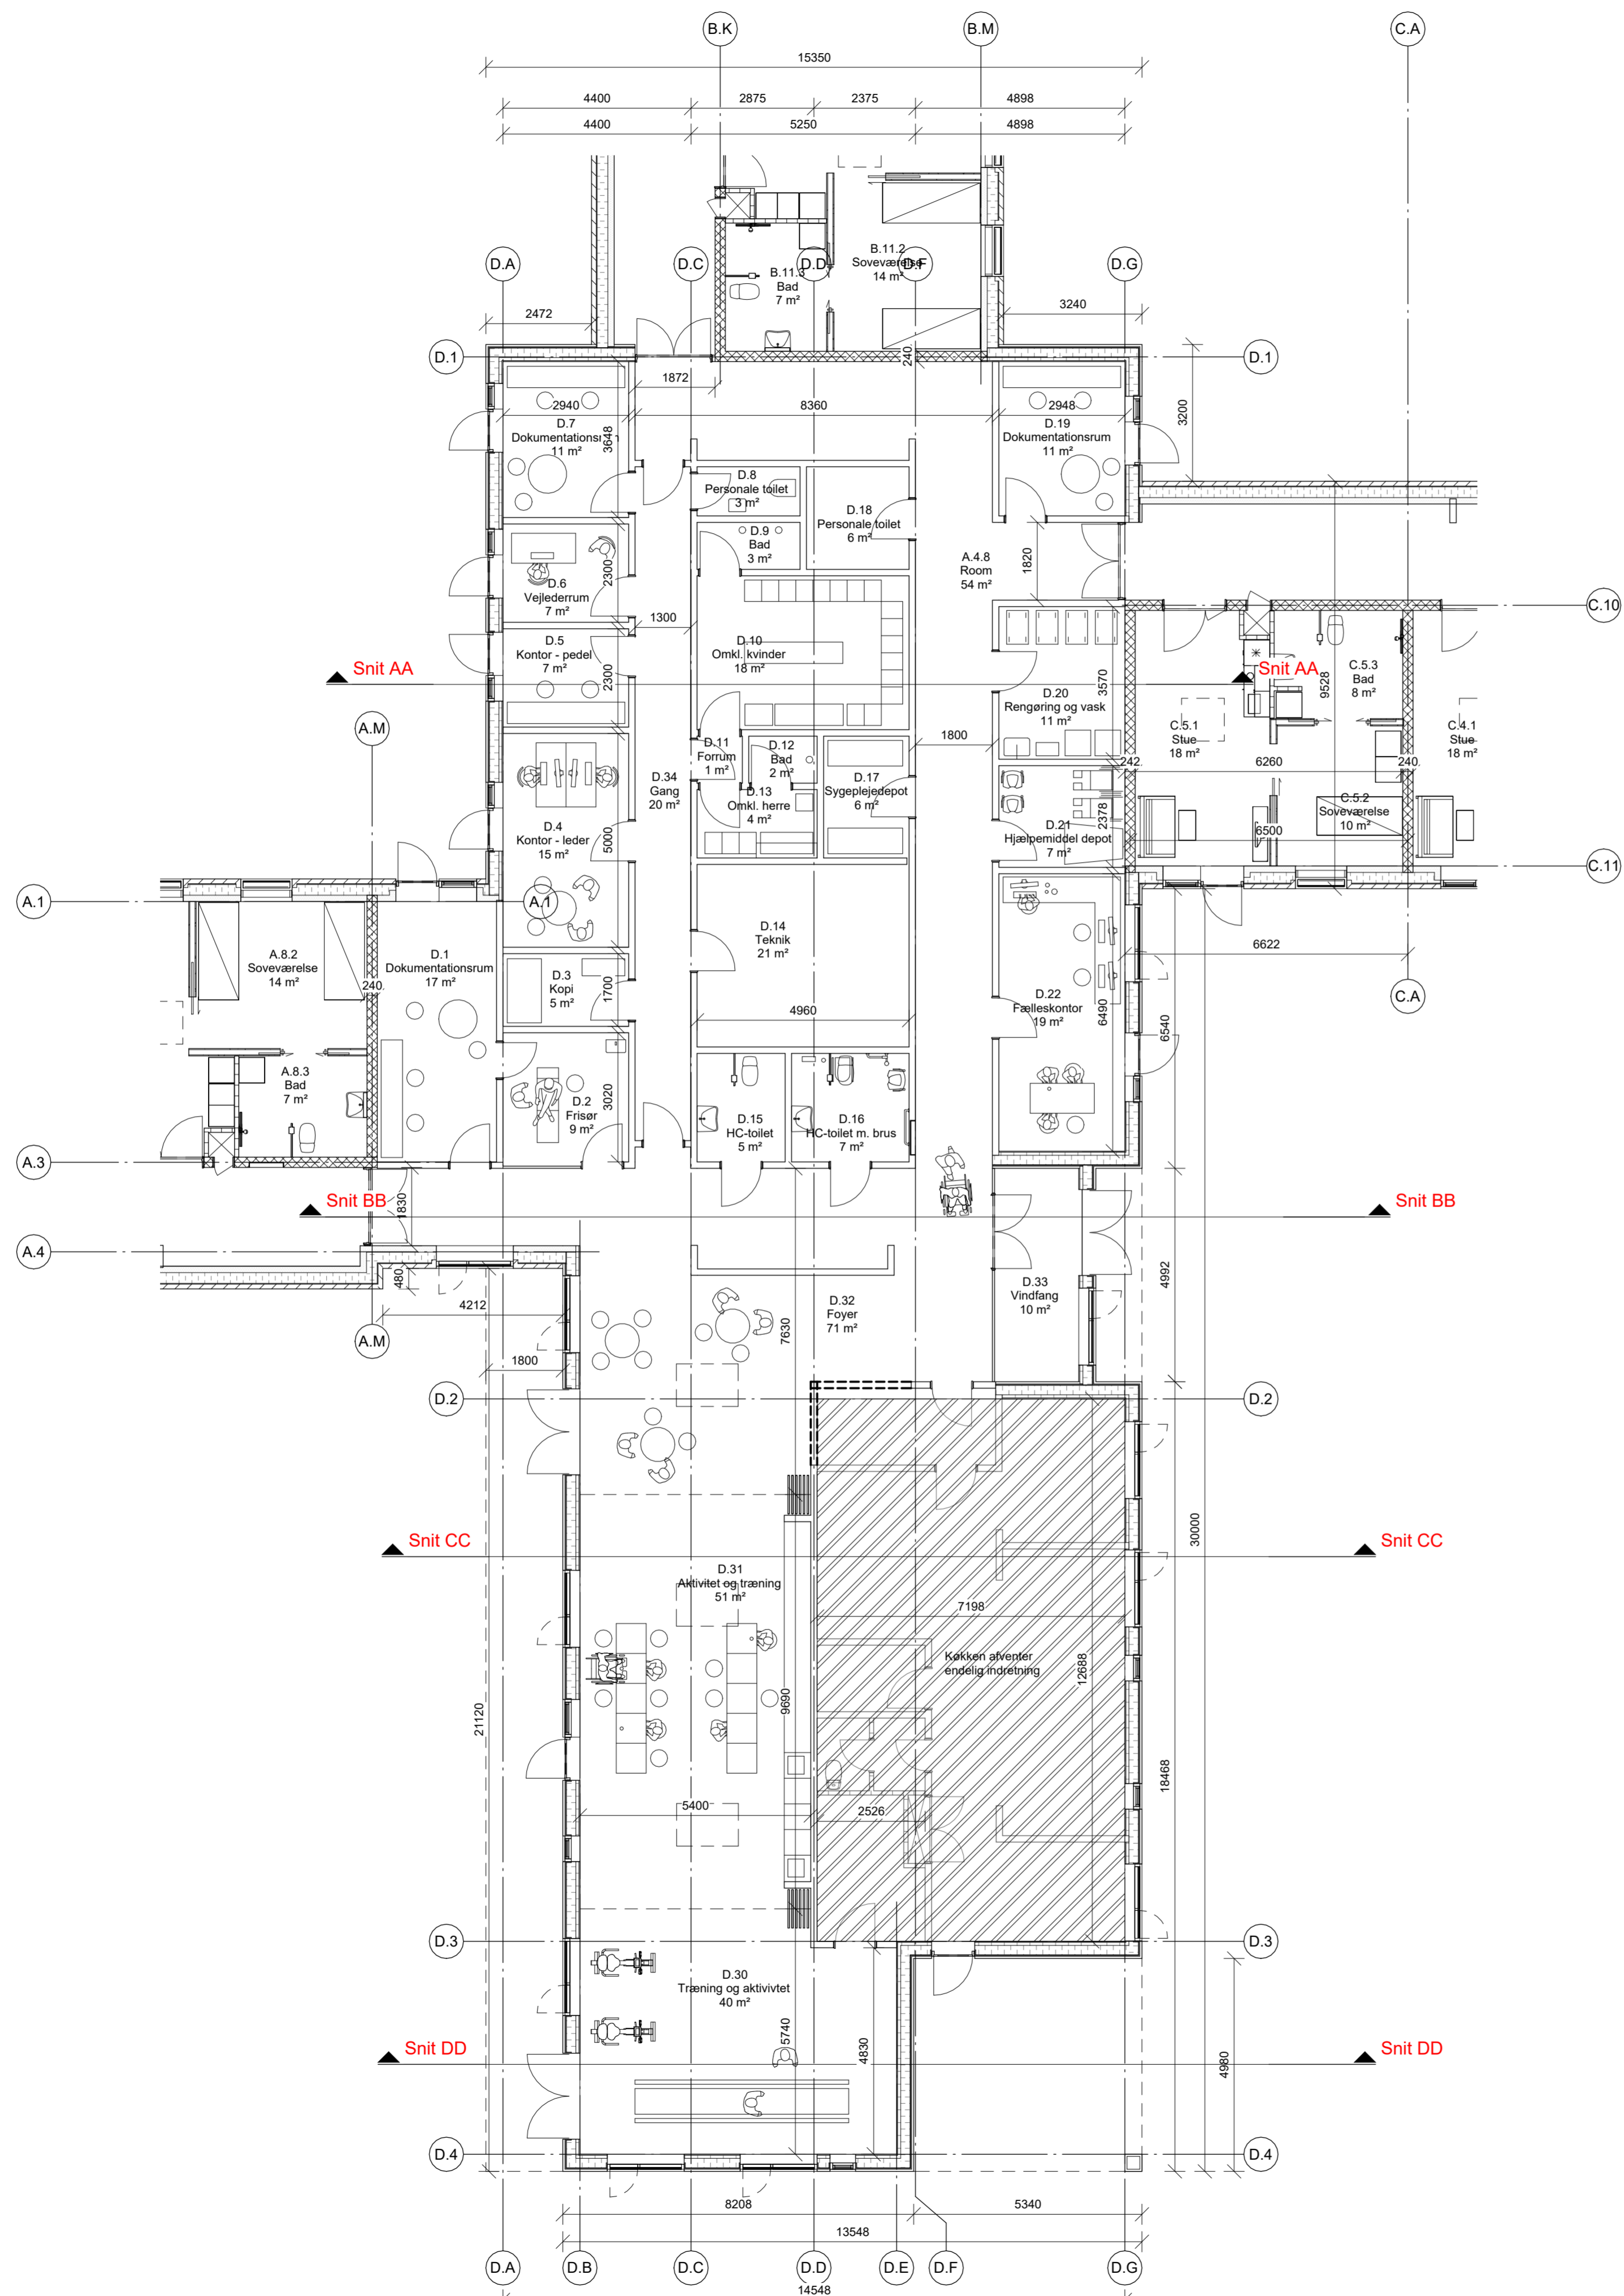 B.K
B.M
C.A
15350
4400
2875
2375
4898
4400
5250
4898
B.11.2
Soveværelse
14 m²
B.11.3
Bad
7 m²
D.A
D.C
D.D
D.F
D.G
2472
3240
D.1
240.
D.1
1872
2940
8360
2948
3200
D.7
Dokumentationsrum
11 m²
3648
D.19
Dokumentationsrum
11 m²
D.8
Personale toilet
3 m²
D.18
Personale toilet
6 m²
D.9
Bad
3 m²
A.4.8
Room
54 m²
1820
D.6
Vejlederrum
7 m²
2300
C.10
1300
D.5
Kontor - pedel
7 m²
2300
D.10
Omkl. kvinder
18 m²
Snit AA
Snit AA
D.20
Rengøring og vask
11 m²
3570
9528
C.5.3
Bad
8 m²
A.M
C.5.1
Stue
18 m²
C.4.1
Stue
18 m²
1800
D.11
Forrum
1 m²
D.12
Bad
2 m²
D.34
Gang
20 m²
D.13
Omkl. herre
4 m²
D.17
Sygeplejedepot
6 m²
242.
6260
240.
C.5.2
Soveværelse
10 m²
D.4
Kontor - leder
15 m²
5000
D.21
Hjælpemiddel depot
7 m²
2378
6500
C.11
A.1
A.1
D.14
Teknik
21 m²
6622
A.8.2
Soveværelse
14 m²
240.
D.1
Dokumentationsrum
17 m²
D.3
Kopi
5 m²
1700
4960
D.22
Fælleskontor
19 m²
6490
C.A
6540
A.8.3
Bad
7 m²
D.2
Frisør
9 m²
3020
D.15
HC-toilet
5 m²
D.16
HC-toilet m. brus
7 m²
A.3
Snit BB
1830
Snit BB
A.4
480
4212
D.33
Vindfang
10 m²
4992
D.32
Foyer
71 m²
7630
A.M
1800
D.2
D.2
30000
Snit CC
Snit CC
D.31
Aktivitet og træning
51 m²
7198
Køkken afventer
endelig indretning
12688
9690
21120
18468
5400
2526
D.3
D.3
D.30
Træning og aktivivtet
40 m²
5740
4830
Snit DD
Snit DD
4980
D.4
D.4
8208
5340
13548
D.A
D.B
D.C
D.D
D.E
D.F
D.G
14548